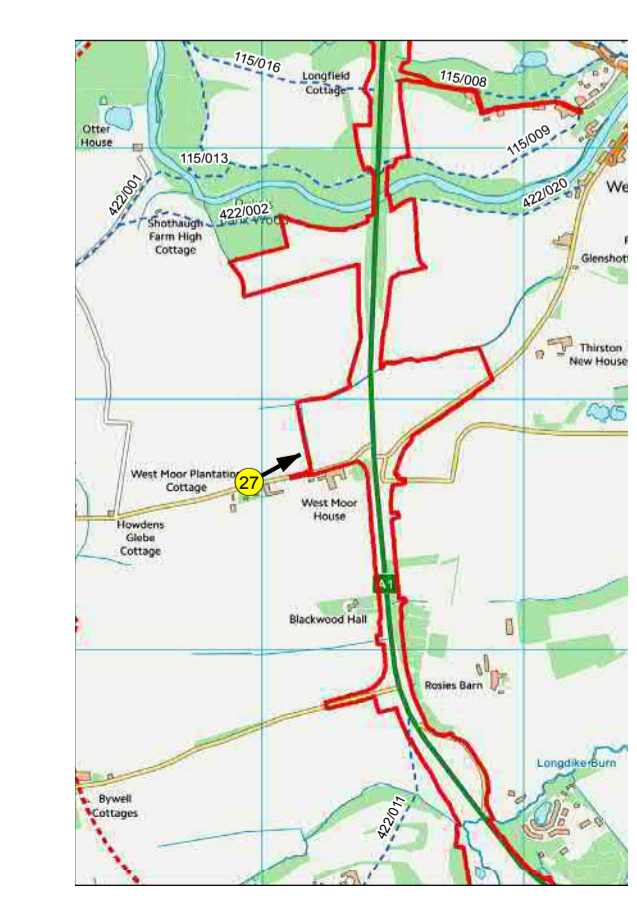 115/016
Longfield
Cottage
115/008
Otter
House
115/013
115/009
We
422/001
422/020
422/002
Shothaugh
Farm High
Cottage
Glenshot
Thirston
New House
West Moor Plantatio
Cottage
27
West Moor
House
Howdens
Glebe
Cottage
A1
Blackwood Hall
Rosies Barn
Longdike Burn
Bywell
Cottages
422/011